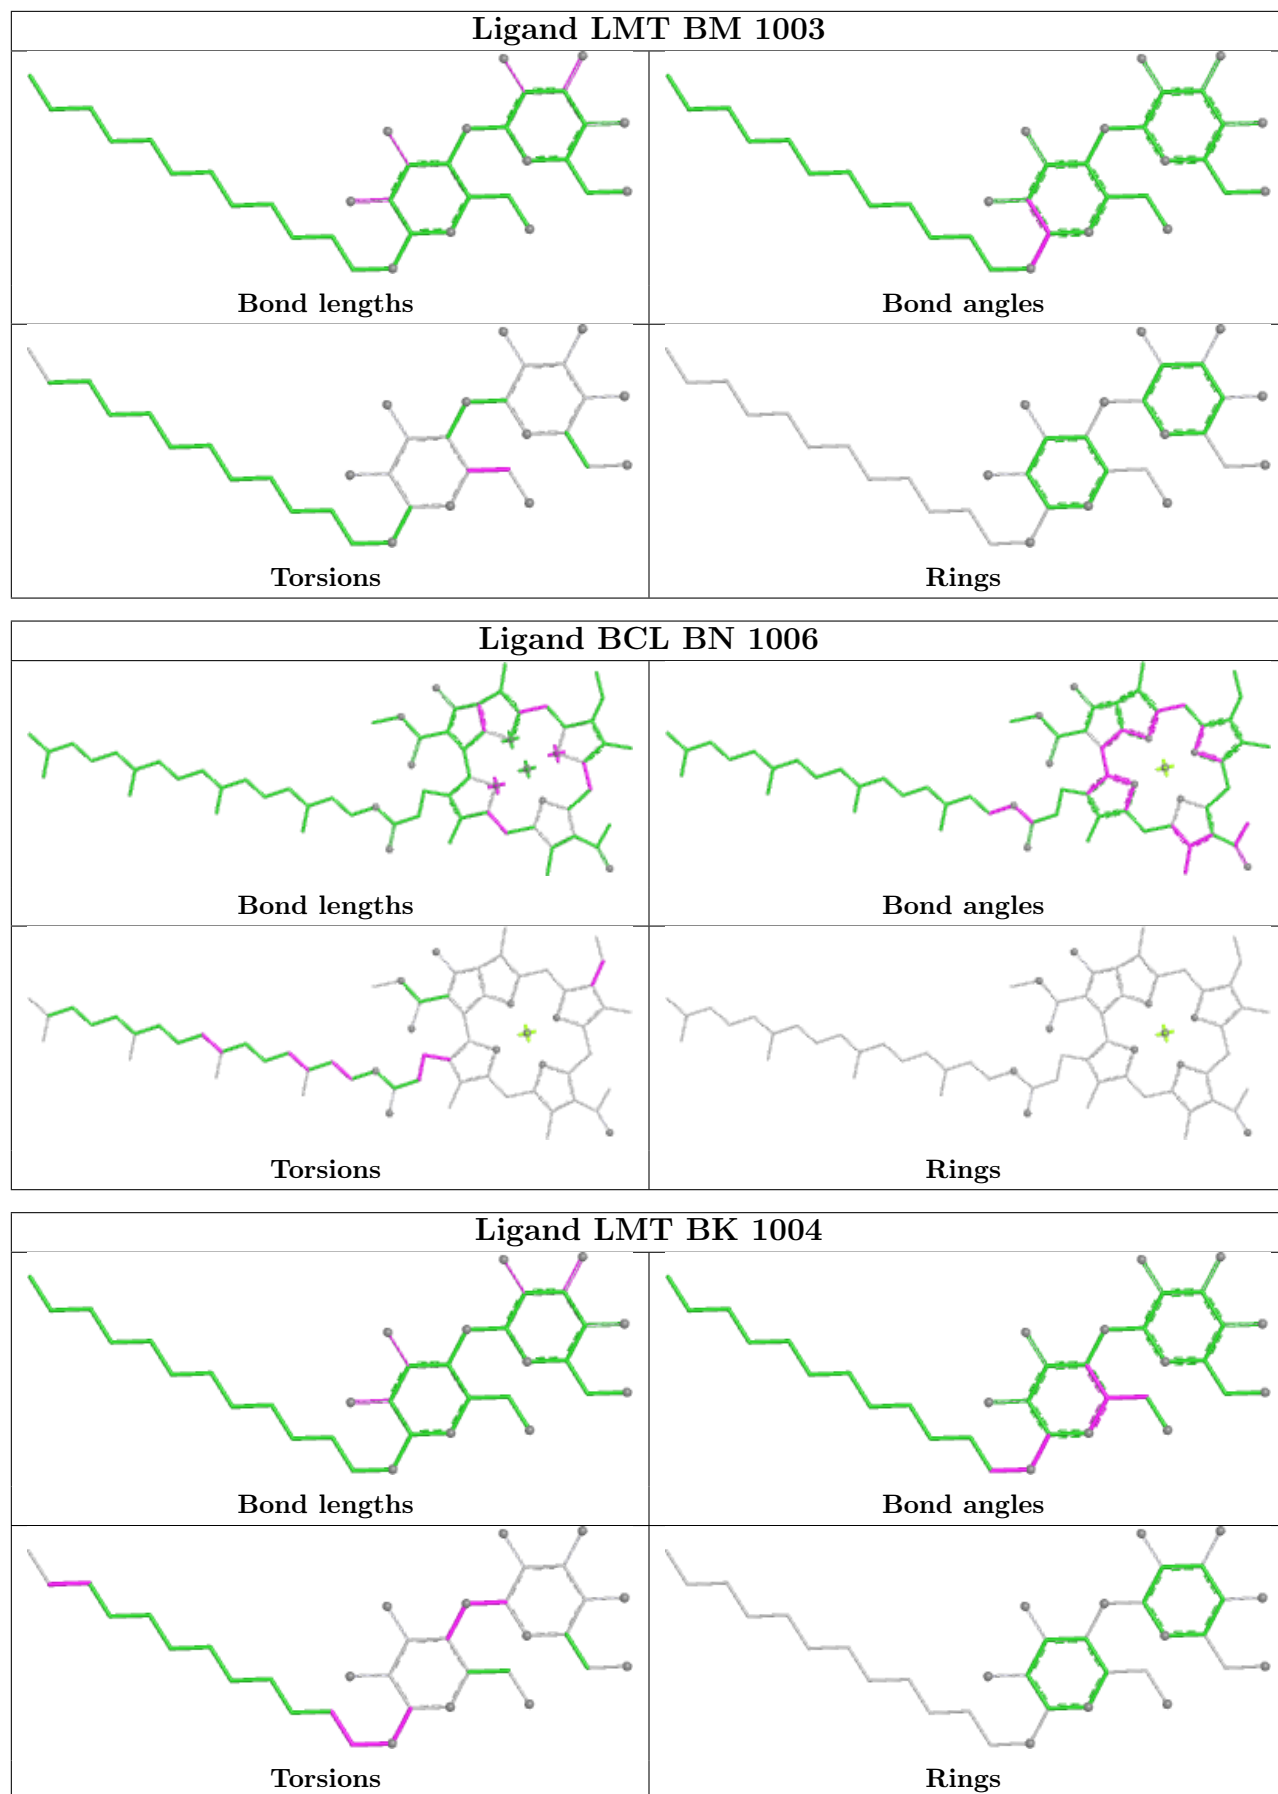 Ligand LMT BM 1003
Bond lengths
Bond angles
Torsions
Rings
Ligand BCL BN 1006
Bond lengths
Bond angles
Torsions
Rings
Ligand LMT BK 1004
Bond lengths
Bond angles
Torsions
Rings